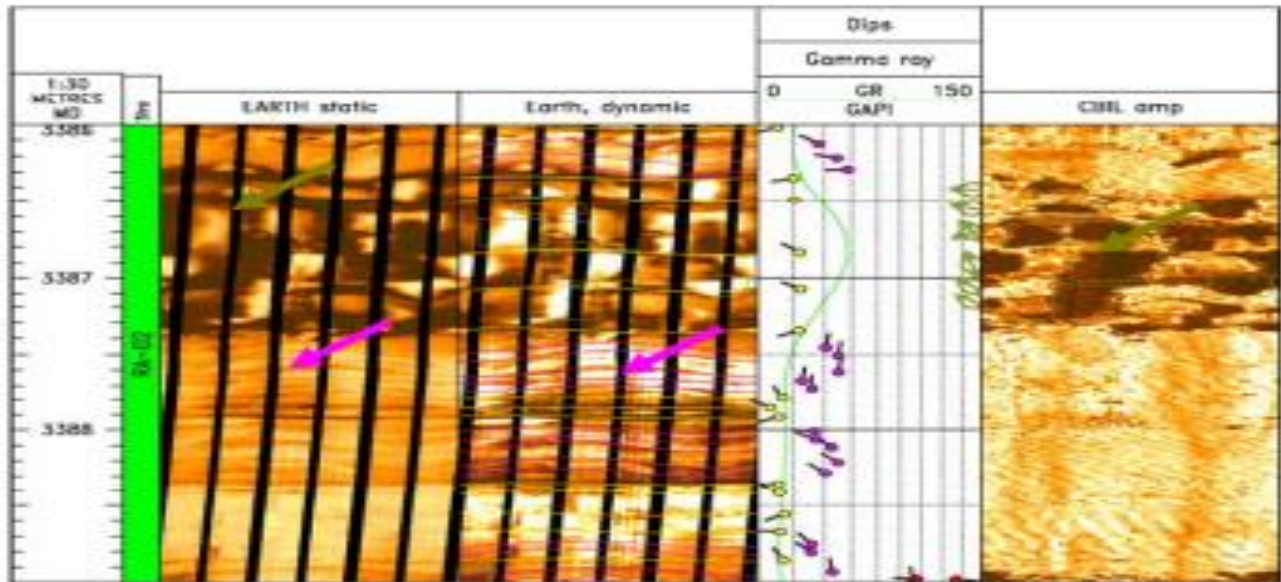 Dips
Gamma ray
1:30
METRES
MD
EARTH static
Earth, dynamic
0 GR 150
GAPI
CBIL amp
3386
3387
3388